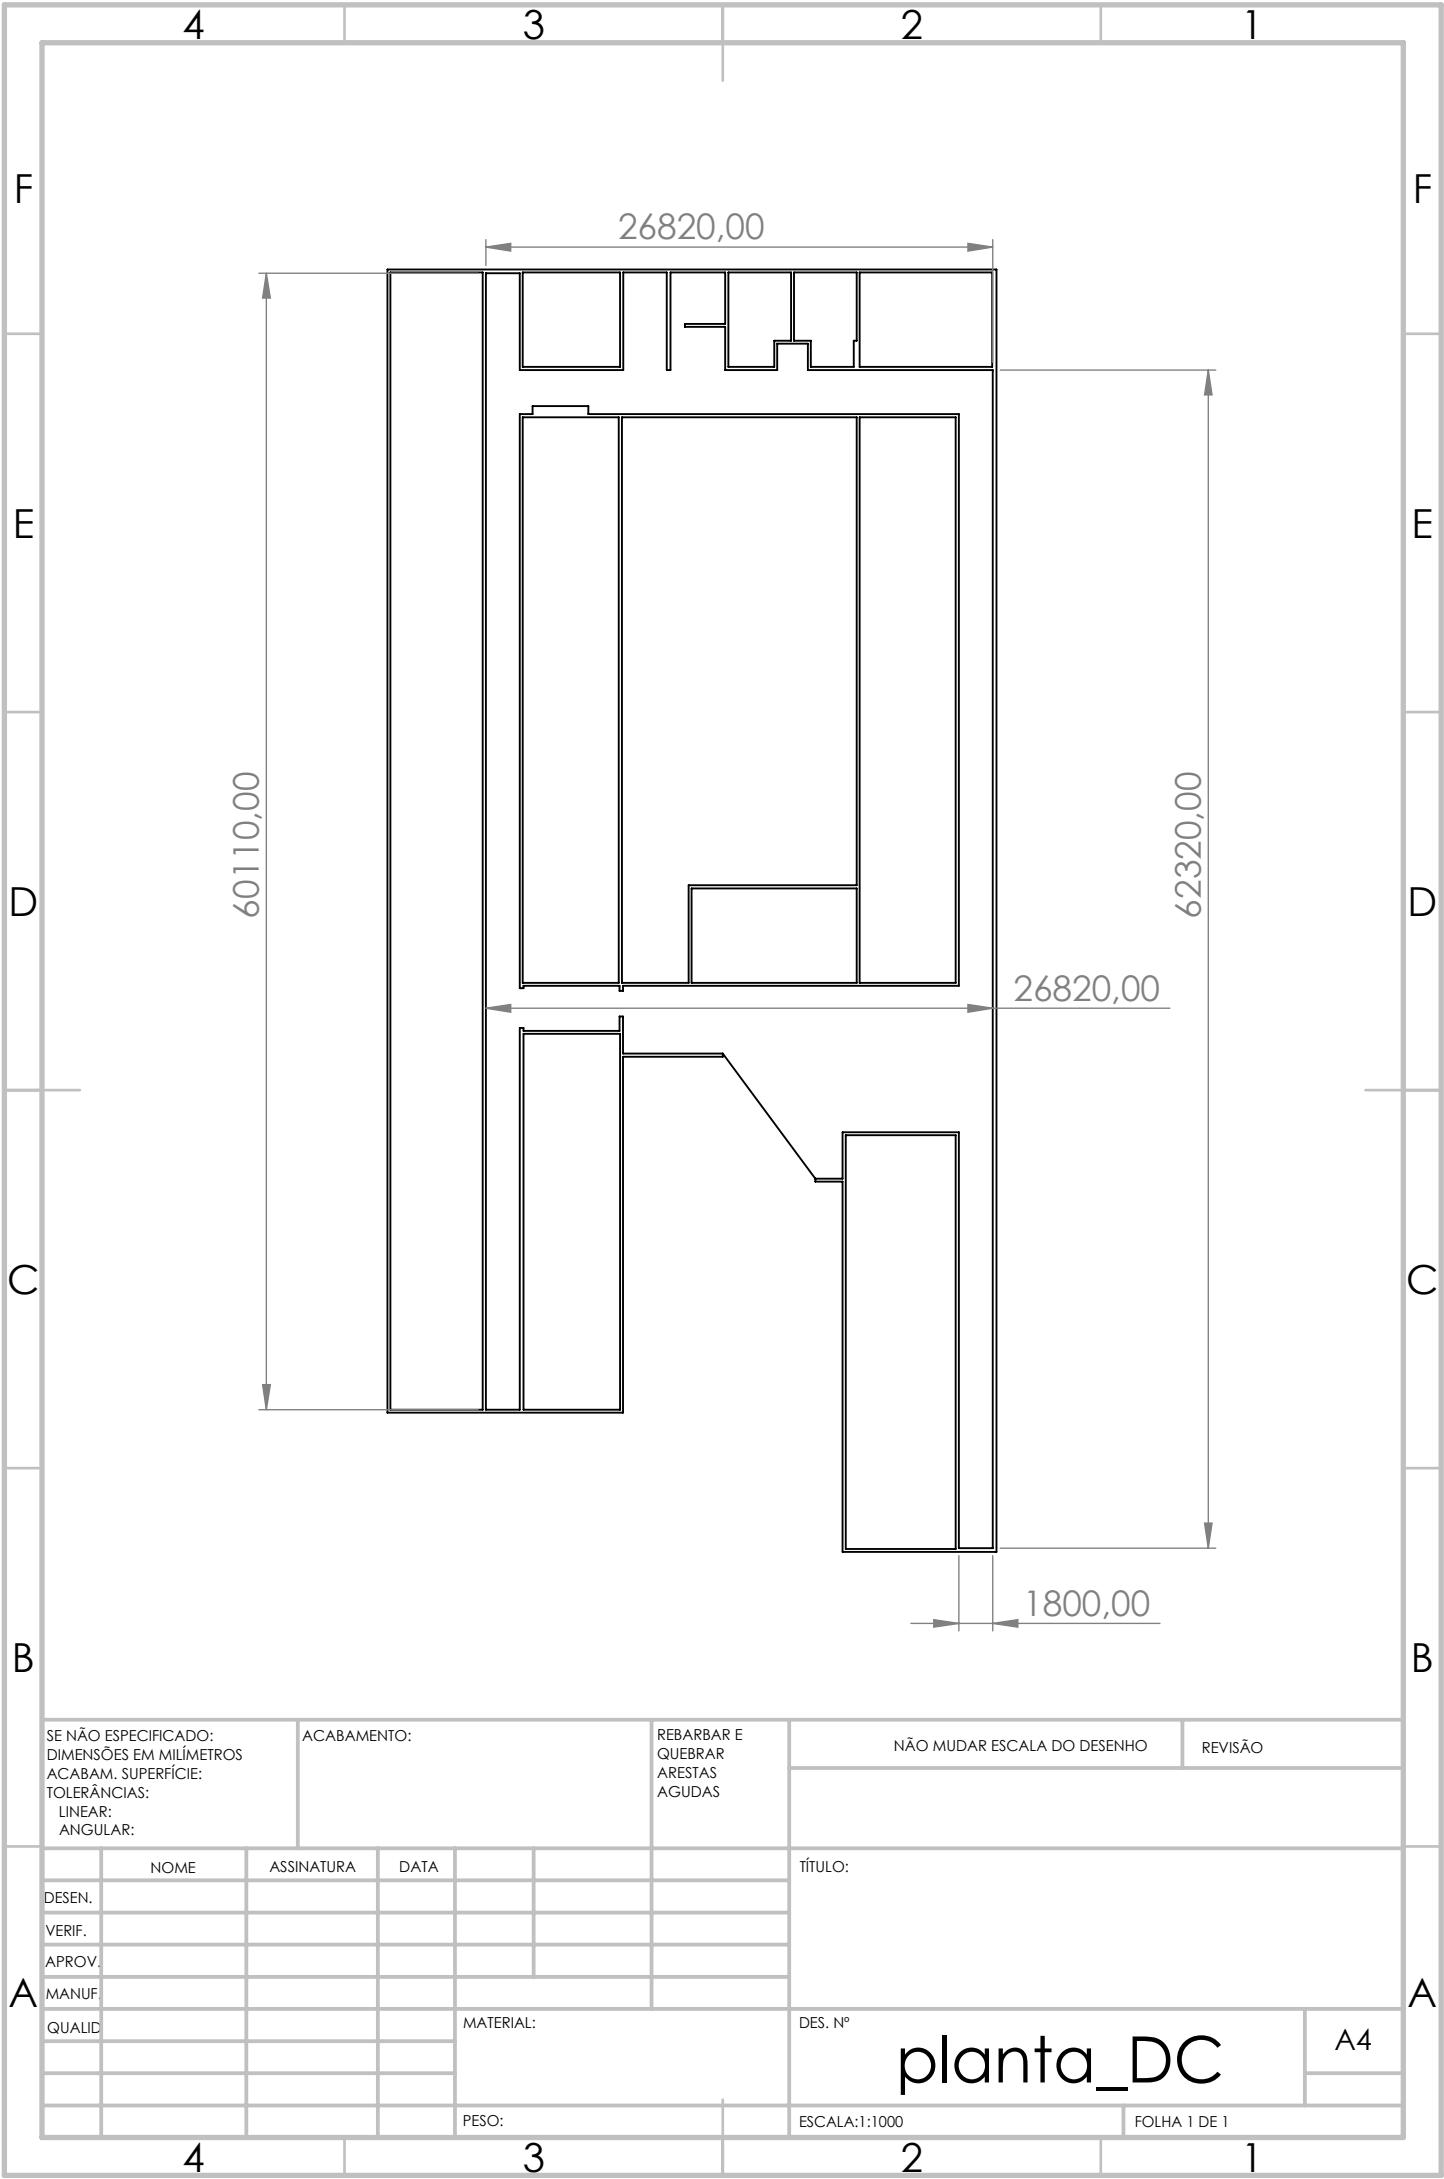 4 3 2 1
F F
26820,00
E E
60110,00
62320,00
D D
26820,00
C C
1800,00
B B
SE NÃO ESPECIFICADO:
DIMENSÕES EM MILÍMETROS
ACABAM. SUPERFÍCIE:
TOLERÂNCIAS:
LINEAR:
ANGULAR:
ACABAMENTO:
REBARBAR E
QUEBRAR
ARESTAS
AGUDAS
NÃO MUDAR ESCALA DO DESENHO
REVISÃO
NOME ASSINATURA DATA
TÍTULO:
DESEN.
VERIF.
APROV.
MANUF.
QUALID
A A
MATERIAL:
DES. Nº
planta_DC
A4
PESO:
ESCALA:1:1000
FOLHA 1 DE 1
4 3 2 1